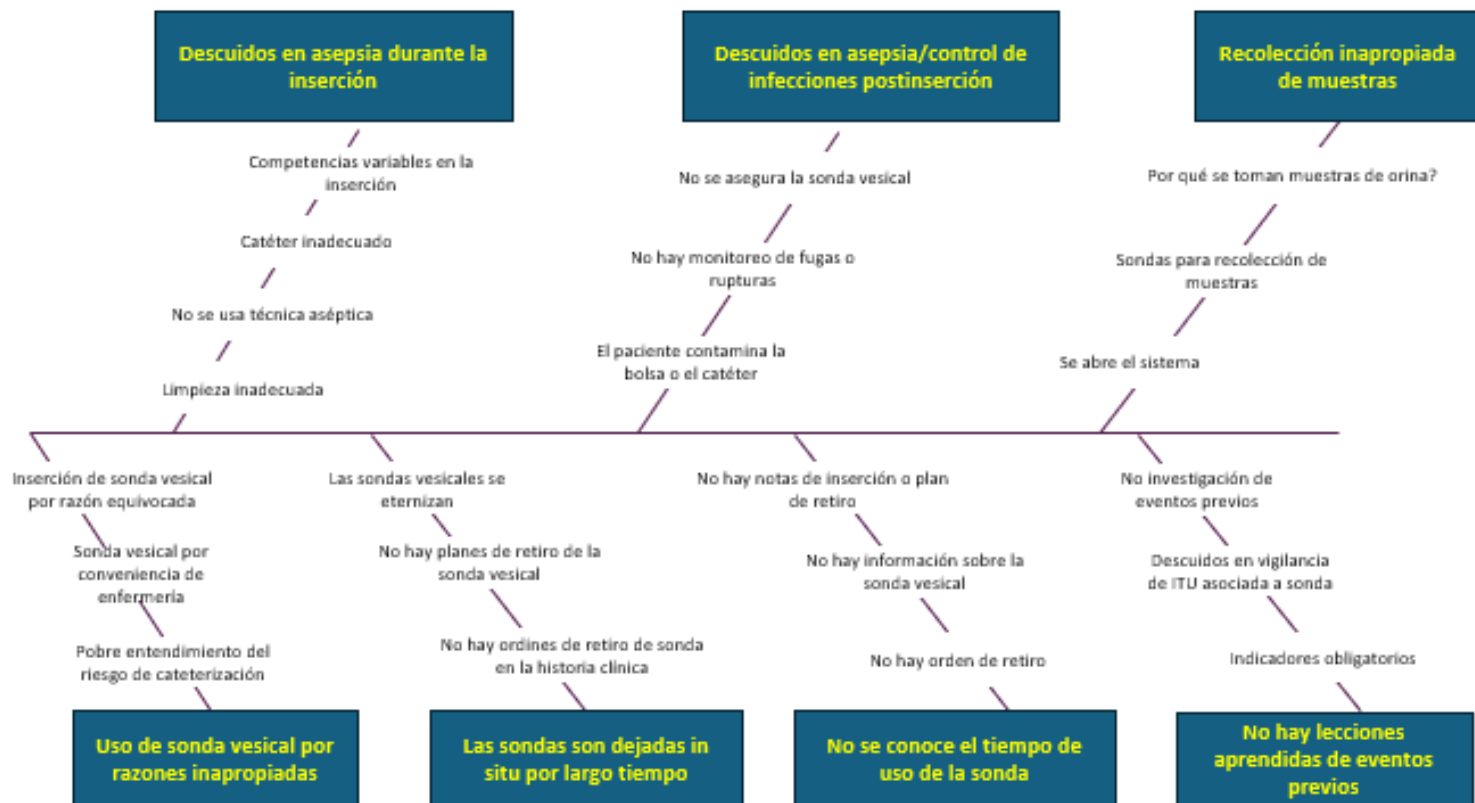 Descuidos en asepsia durante la
inserción
Descuidos en asepsia/control de
infecciones postinserción
Recolección inapropiada
de muestras
Competencias variables en la
inserción
Catéter inadecuado
No se usa técnica aséptica
Limpieza inadecuada
No se asegura la sonda vesical
No hay monitoreo de fugas o
rupturas
El paciente contamina la
bolsa o el catéter
Por qué se toman muestras de orina?
Sondas para recolección de
muestras
Se abre el sistema
Inserción de sonda vesical
por razón equivocada
Sonda vesical por
conveniencia de
enfermería
Pobre entendimiento del
riesgo de cateterización
Uso de sonda vesical por
razones inapropiadas
Las sondas vesicales se
eternizan
No hay planes de retiro de la
sonda vesical
No hay ordines de retiro de sonda
en la historia clínica
Las sondas son dejadas in
situ por largo tiempo
No hay notas de inserción o plan
de retiro
No hay información sobre la
sonda vesical
No hay orden de retiro
No se conoce el tiempo de
uso de la sonda
No investigación de
eventos previos
Descuidos en vigilancia
de ITU asociada a sonda
Indicadores obligatorios
No hay lecciones
aprendidas de eventos
previos